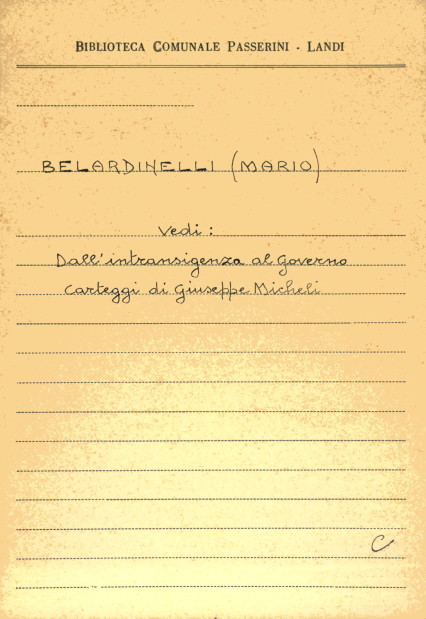 BIBLIOTECA COMUNALE PASSERINI - LANDI
BELARDINELLI (MARIO)
Vedi:
Dall'intransigenza al Governo
Carteggi di Giuseppe Micheli
C